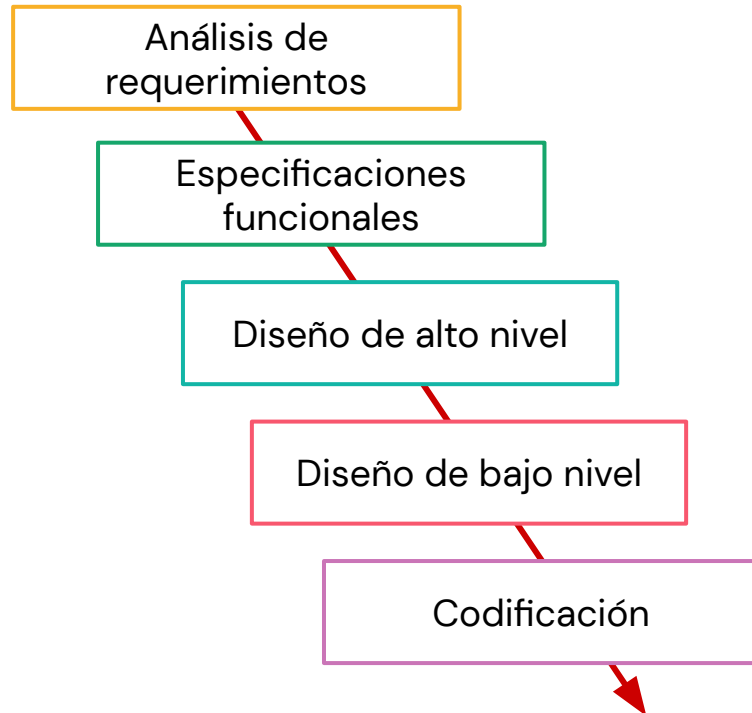 Análisis de
requerimientos
Especificaciones
funcionales
Diseño de alto nivel
Diseño de bajo nivel
Codificación